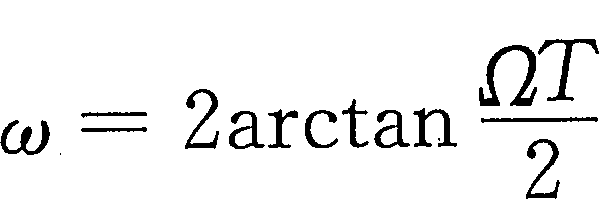 ω = 2arctan ΩT/2